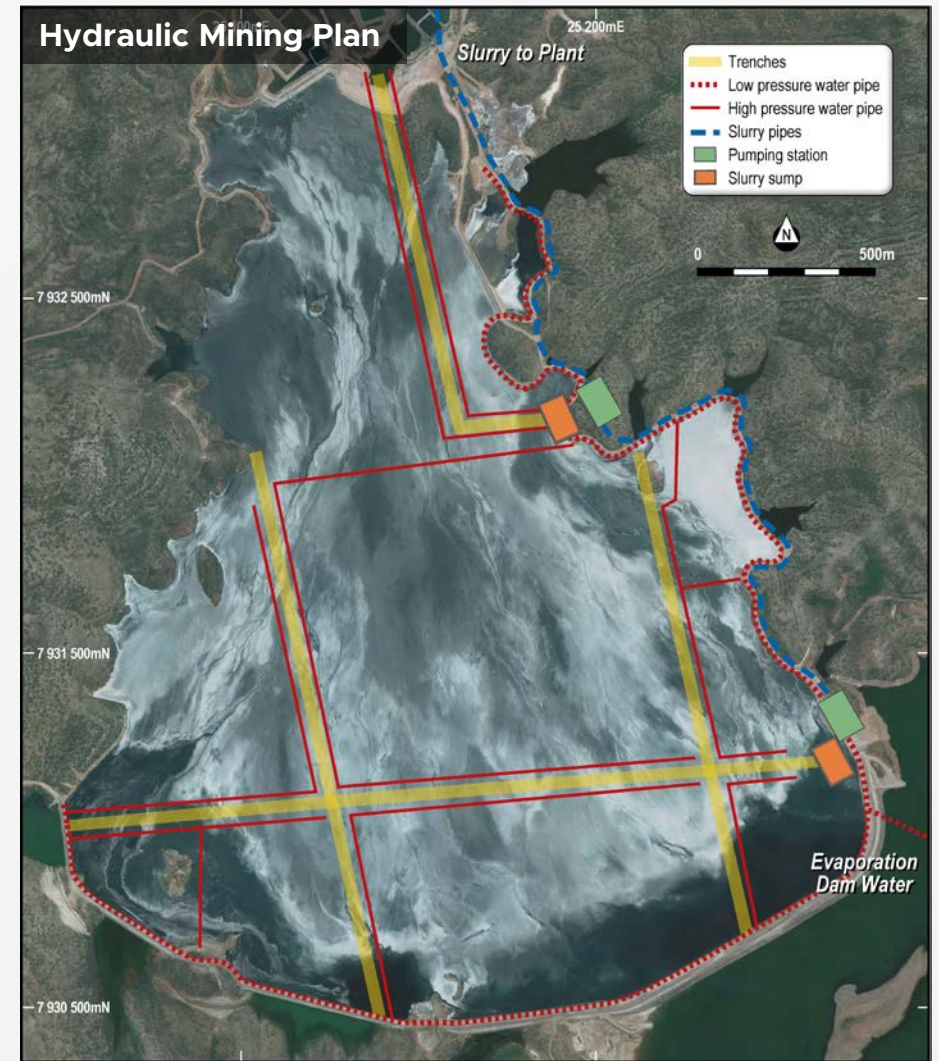 Hydraulic Mining Plan
25 200mE
Slurry to Plant
Trenches
Low pressure water pipe
High pressure water pipe
Slurry pipes
Pumping station
Slurry sump
N
0 500m
7 932 500mN
7 931 500mN
Evaporation
Dam Water
7 930 500mN